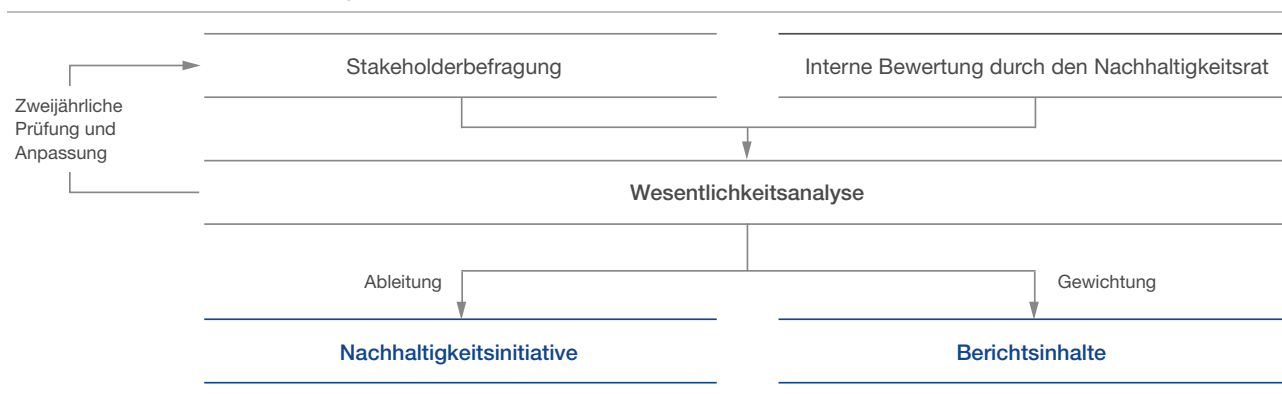 Stakeholderbefragung
Interne Bewertung durch den Nachhaltigkeitsrat
Zweijährliche
Prüfung und
Anpassung
Wesentlichkeitsanalyse
Ableitung
Gewichtung
Nachhaltigkeitsinitiative
Berichtsinhalte